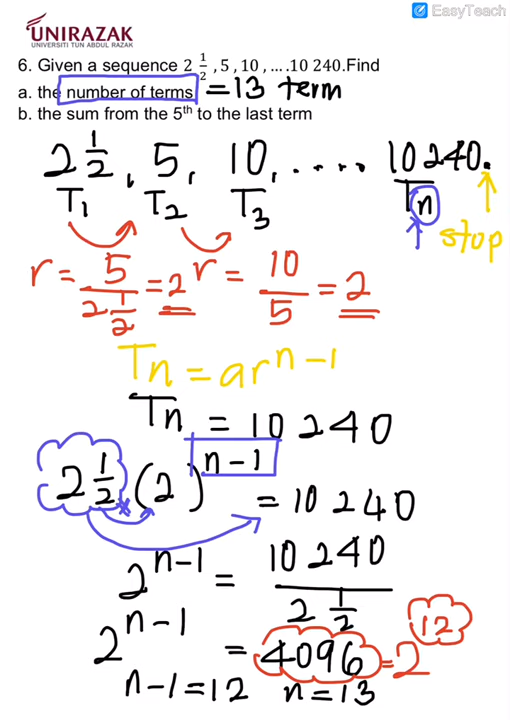 EasyTeach
UNIRAZAK
UNIVERSITI TUN ABDUL RAZAK
6. Given a sequence 2 1/2 , 5 , 10 , … .10 240.Find
a. the number of terms = 13 term
b. the sum from the 5th to the last term
2 1/2 , 5 , 10 , ..... 10 240.
T1 T2 T3 Tn
stop
r = 5 / 2 1/2 = 2 r = 10 / 5 = 2
Tn = ar^n-1
Tn = 10 240
2 1/2 × (2)^n-1 = 10 240
2^n-1 = 10 240 / 2 1/2
2^n-1 = 4096 = 2^12
n-1 = 12 n = 13